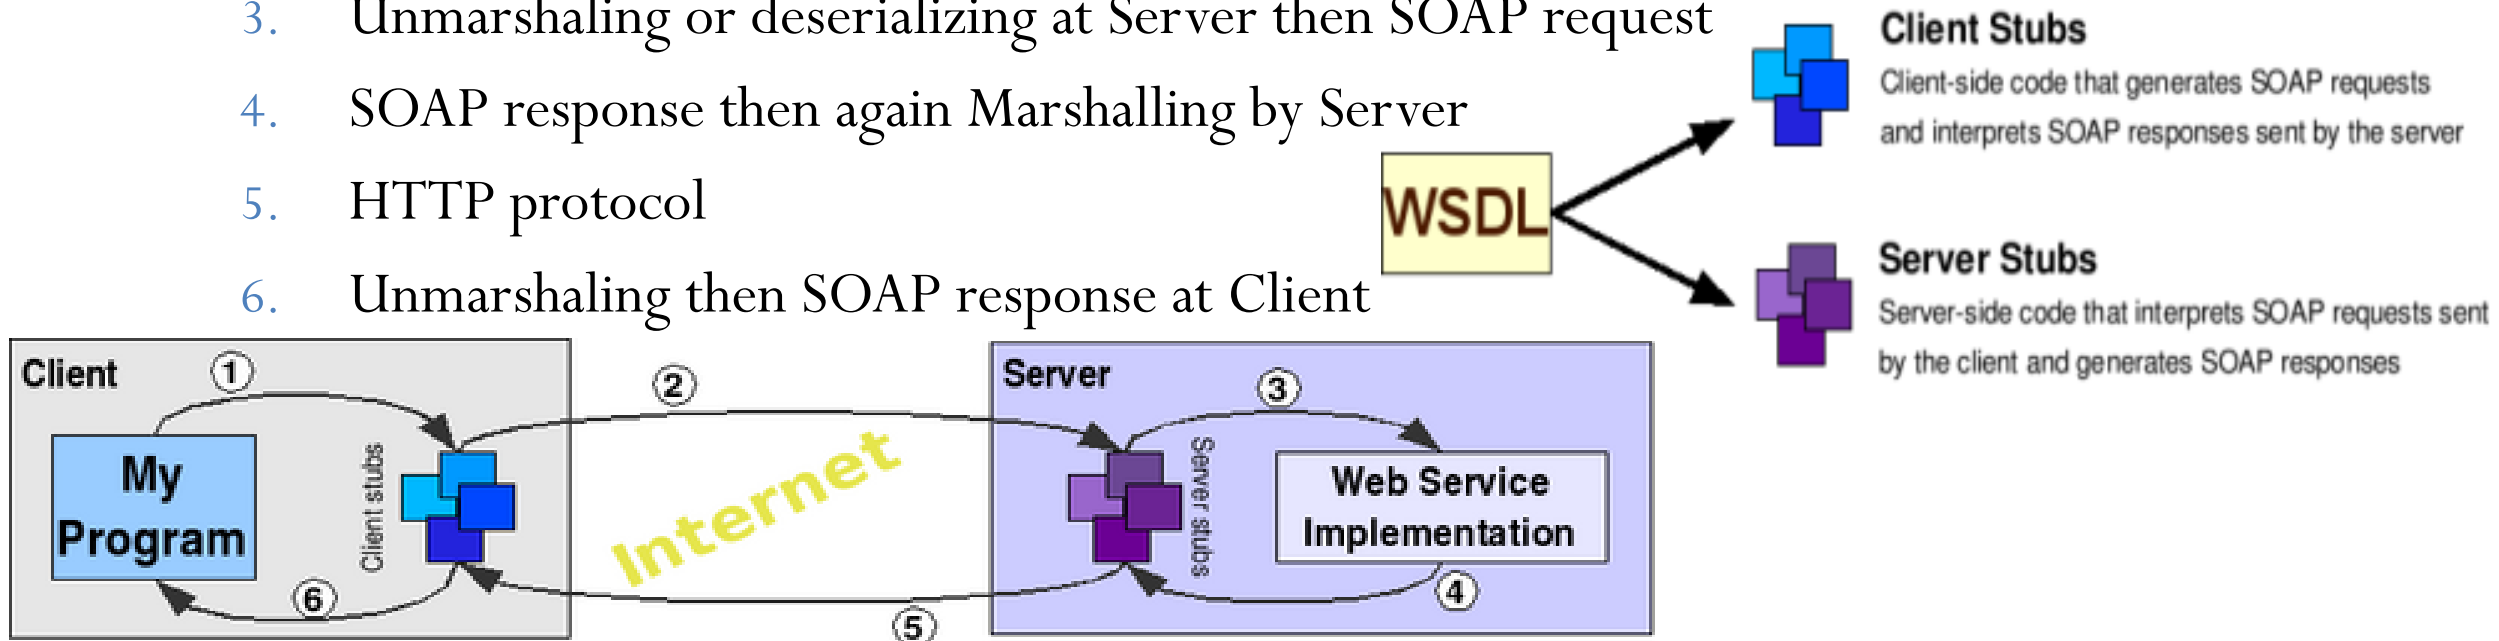 3. Unmarshaling or deserializing at Server then SOAP request
4. SOAP response then again Marshalling by Server
5. HTTP protocol
6. Unmarshaling then SOAP response at Client
Client Stubs
Client-side code that generates SOAP requests
and interprets SOAP responses sent by the server
WSDL
Server Stubs
Server-side code that interprets SOAP requests sent
by the client and generates SOAP responses
Client
1
2
Server
3
My
Program
Client stubs
Internet
Server stubs
Web Service
Implementation
6
5
4